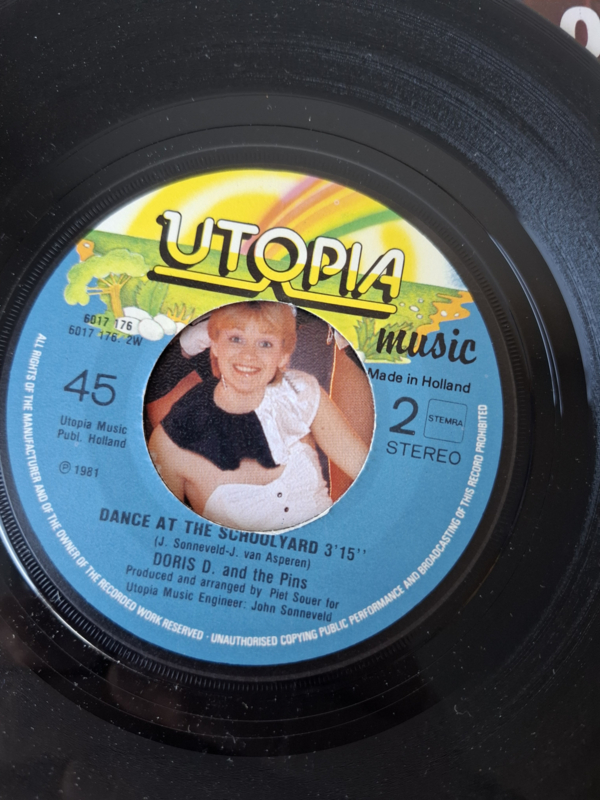 UTOPIA
music
6017 176
6017 176. 2W
Made in Holland
45
2
STEMRA
STEREO
Utopia Music
Publ. Holland
℗ 1981
DANCE AT THE SCHOOLYARD 3'15''
(J. Sonneveld-J. van Asperen)
DORIS D. and the Pins
Produced and arranged by Piet Souer for
Utopia Music Engineer: John Sonneveld
ALL RIGHTS OF THE MANUFACTURER AND OF THE OWNER OF THE RECORDED WORK RESERVED · UNAUTHORISED COPYING PUBLIC PERFORMANCE AND BROADCASTING OF THIS RECORD PROHIBITED